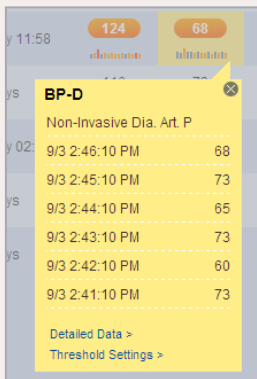 y 11:58 124 68
ys
BP-D
Non-Invasive Dia. Art. P
9/3 2:46:10 PM 68
y 02:
9/3 2:45:10 PM 73
9/3 2:44:10 PM 65
ys
9/3 2:43:10 PM 73
9/3 2:42:10 PM 60
ys
9/3 2:41:10 PM 73
Detailed Data >
Threshold Settings >